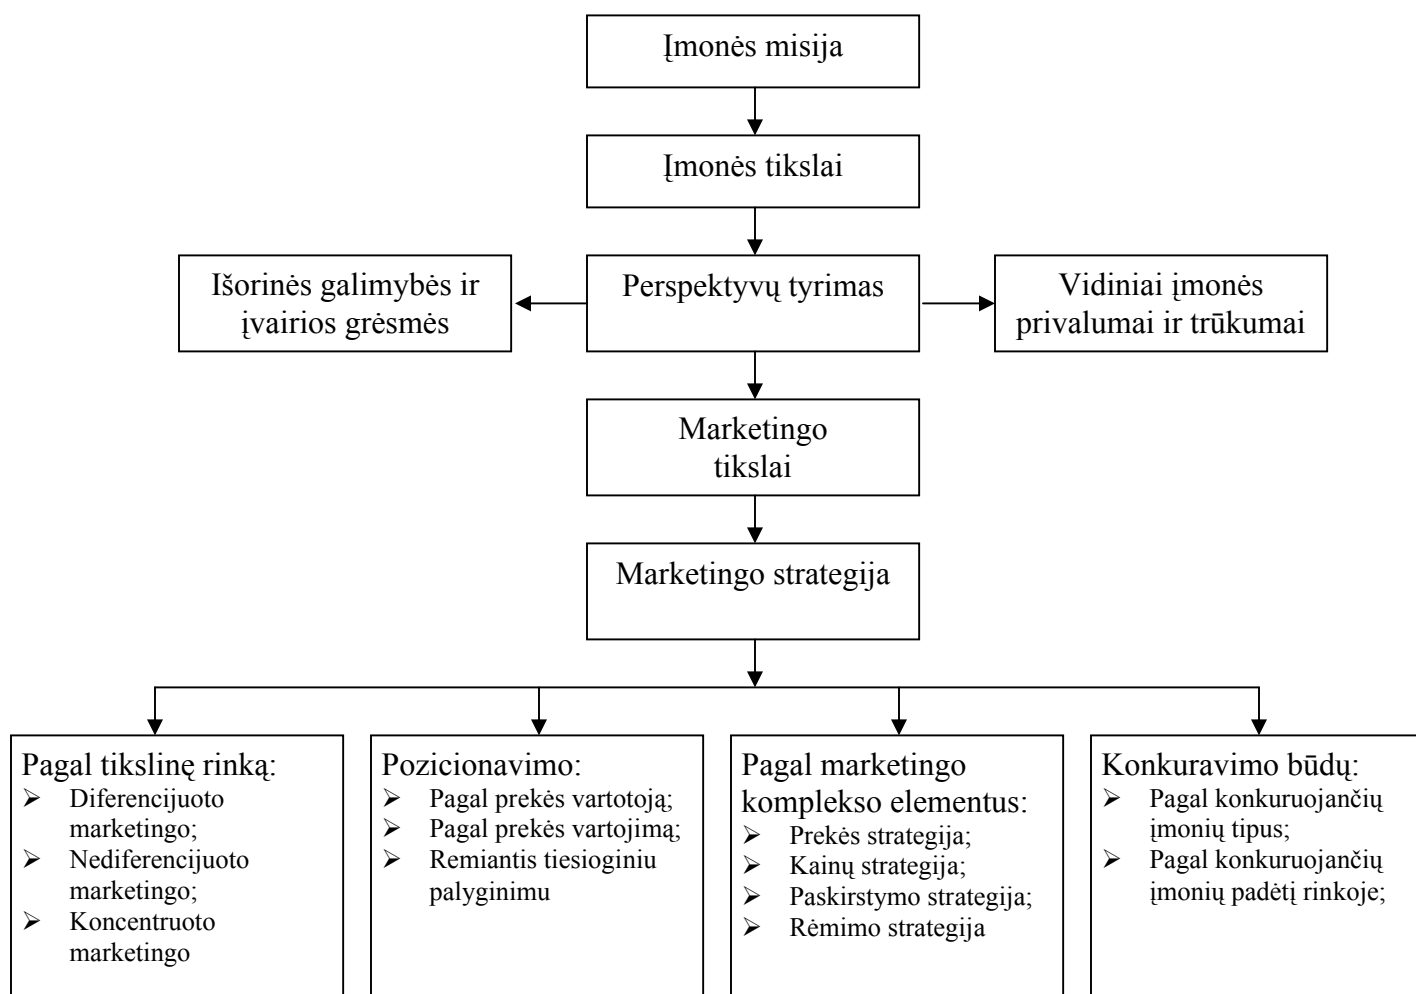 Įmonės misija
Įmonės tikslai
Išorinės galimybės ir
įvairios grėsmės
Perspektyvų tyrimas
Vidiniai įmonės
privalumai ir trūkumai
Marketingo
tikslai
Marketingo strategija
Pagal tikslinę rinką:
➢ Diferencijuoto
marketingo;
➢ Nediferencijuoto
marketingo;
➢ Koncentruoto
marketingo
Pozicionavimo:
➢ Pagal prekės vartotoją;
➢ Pagal prekės vartojimą;
➢ Remiantis tiesioginiu
palyginimu
Pagal marketingo
komplekso elementus:
➢ Prekės strategija;
➢ Kainų strategija;
➢ Paskirstymo strategija;
➢ Rėmimo strategija
Konkuravimo būdų:
➢ Pagal konkuruojančių
įmonių tipus;
➢ Pagal konkuruojančių
įmonių padėtį rinkoje;